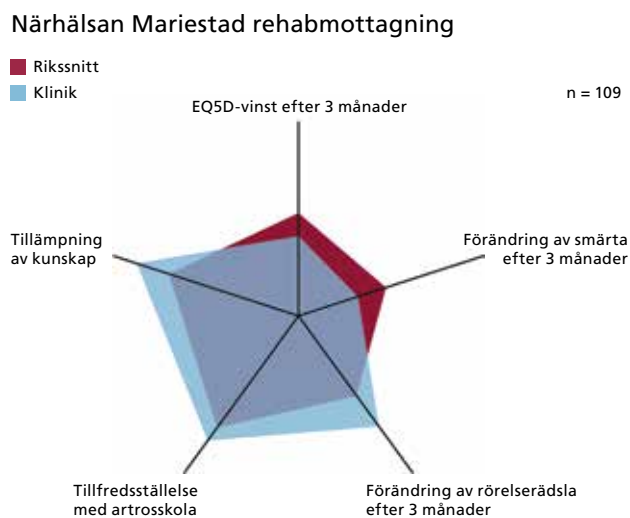 Närhälsan Mariestad rehabmottagning
Rikssnitt
Klinik
n = 109
EQ5D-vinst efter 3 månader
Tillämpning
av kunskap
Förändring av smärta
efter 3 månader
Tillfredsställelse
med artrosskola
Förändring av rörelserädsla
efter 3 månader